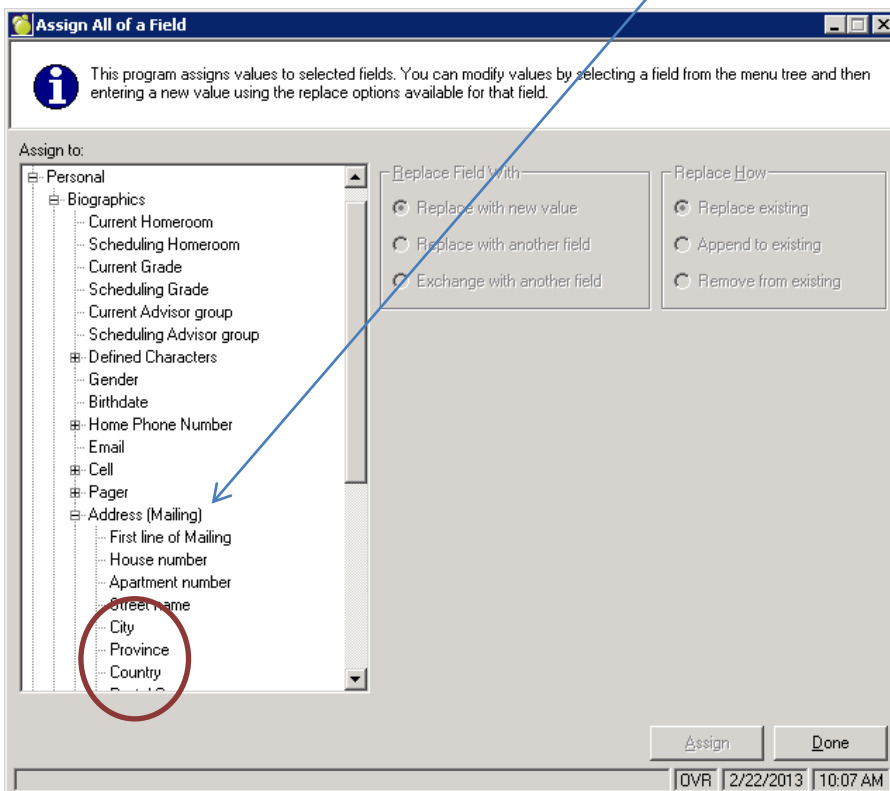 Assign All of a Field
This program assigns values to selected fields. You can modify values by selecting a field from the menu tree and then
entering a new value using the replace options available for that field.
Assign to:
Personal
Biographics
Current Homeroom
Scheduling Homeroom
Current Grade
Scheduling Grade
Current Advisor group
Scheduling Advisor group
Defined Characters
Gender
Birthdate
Home Phone Number
Email
Cell
Pager
Address (Mailing)
First line of Mailing
House number
Apartment number
Street name
City
Province
Country
Replace Field With
Replace with new value
Replace with another field
Exchange with another field
Replace How
Replace existing
Append to existing
Remove from existing
Assign
Done
OVR
2/22/2013
10:07 AM